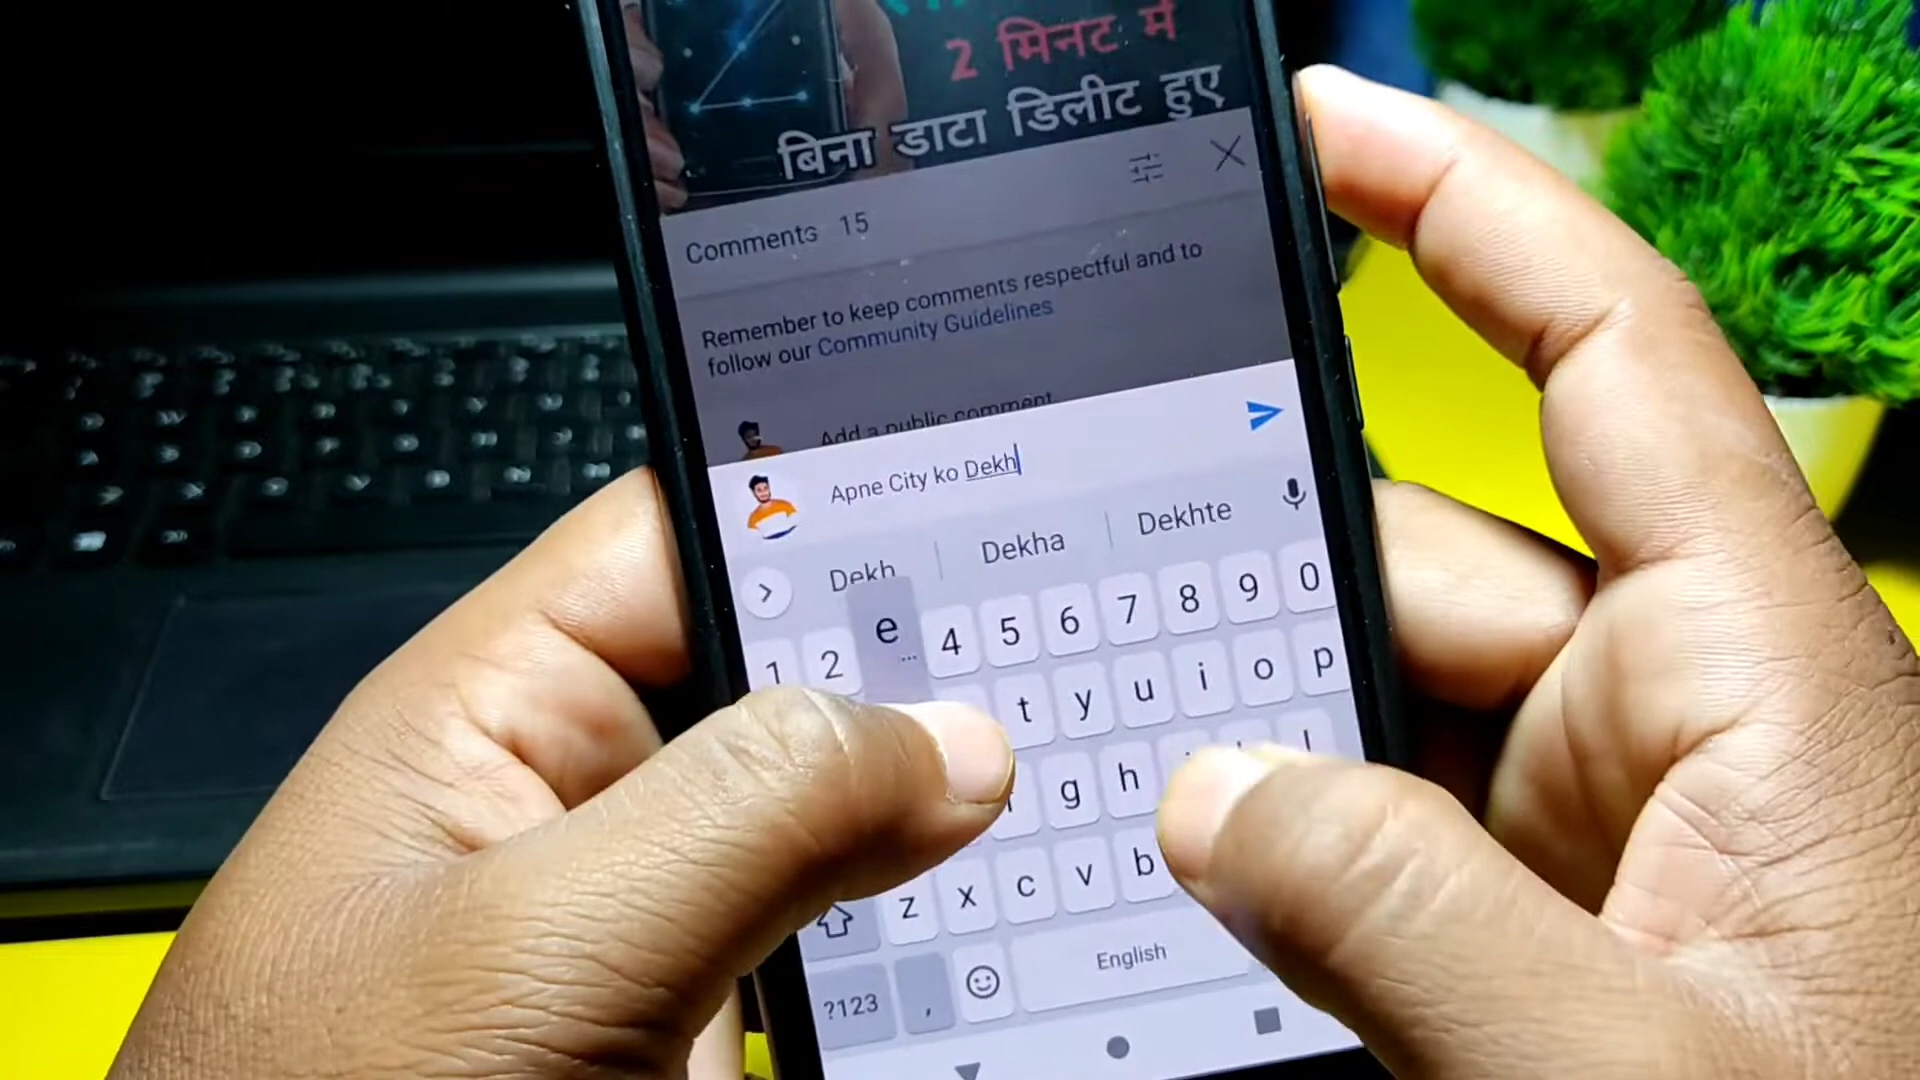 2 मिनट में
बिना डाटा डिलीट हुए
Comments 15
Remember to keep comments respectful and to
follow our Community Guidelines
Add a public comment
Apne City ko Dekh
Dekh Dekha Dekhte
e
1 2 4 5 6 7 8 9 0
t y u i o p
g h l
z x c v b
?123 , English